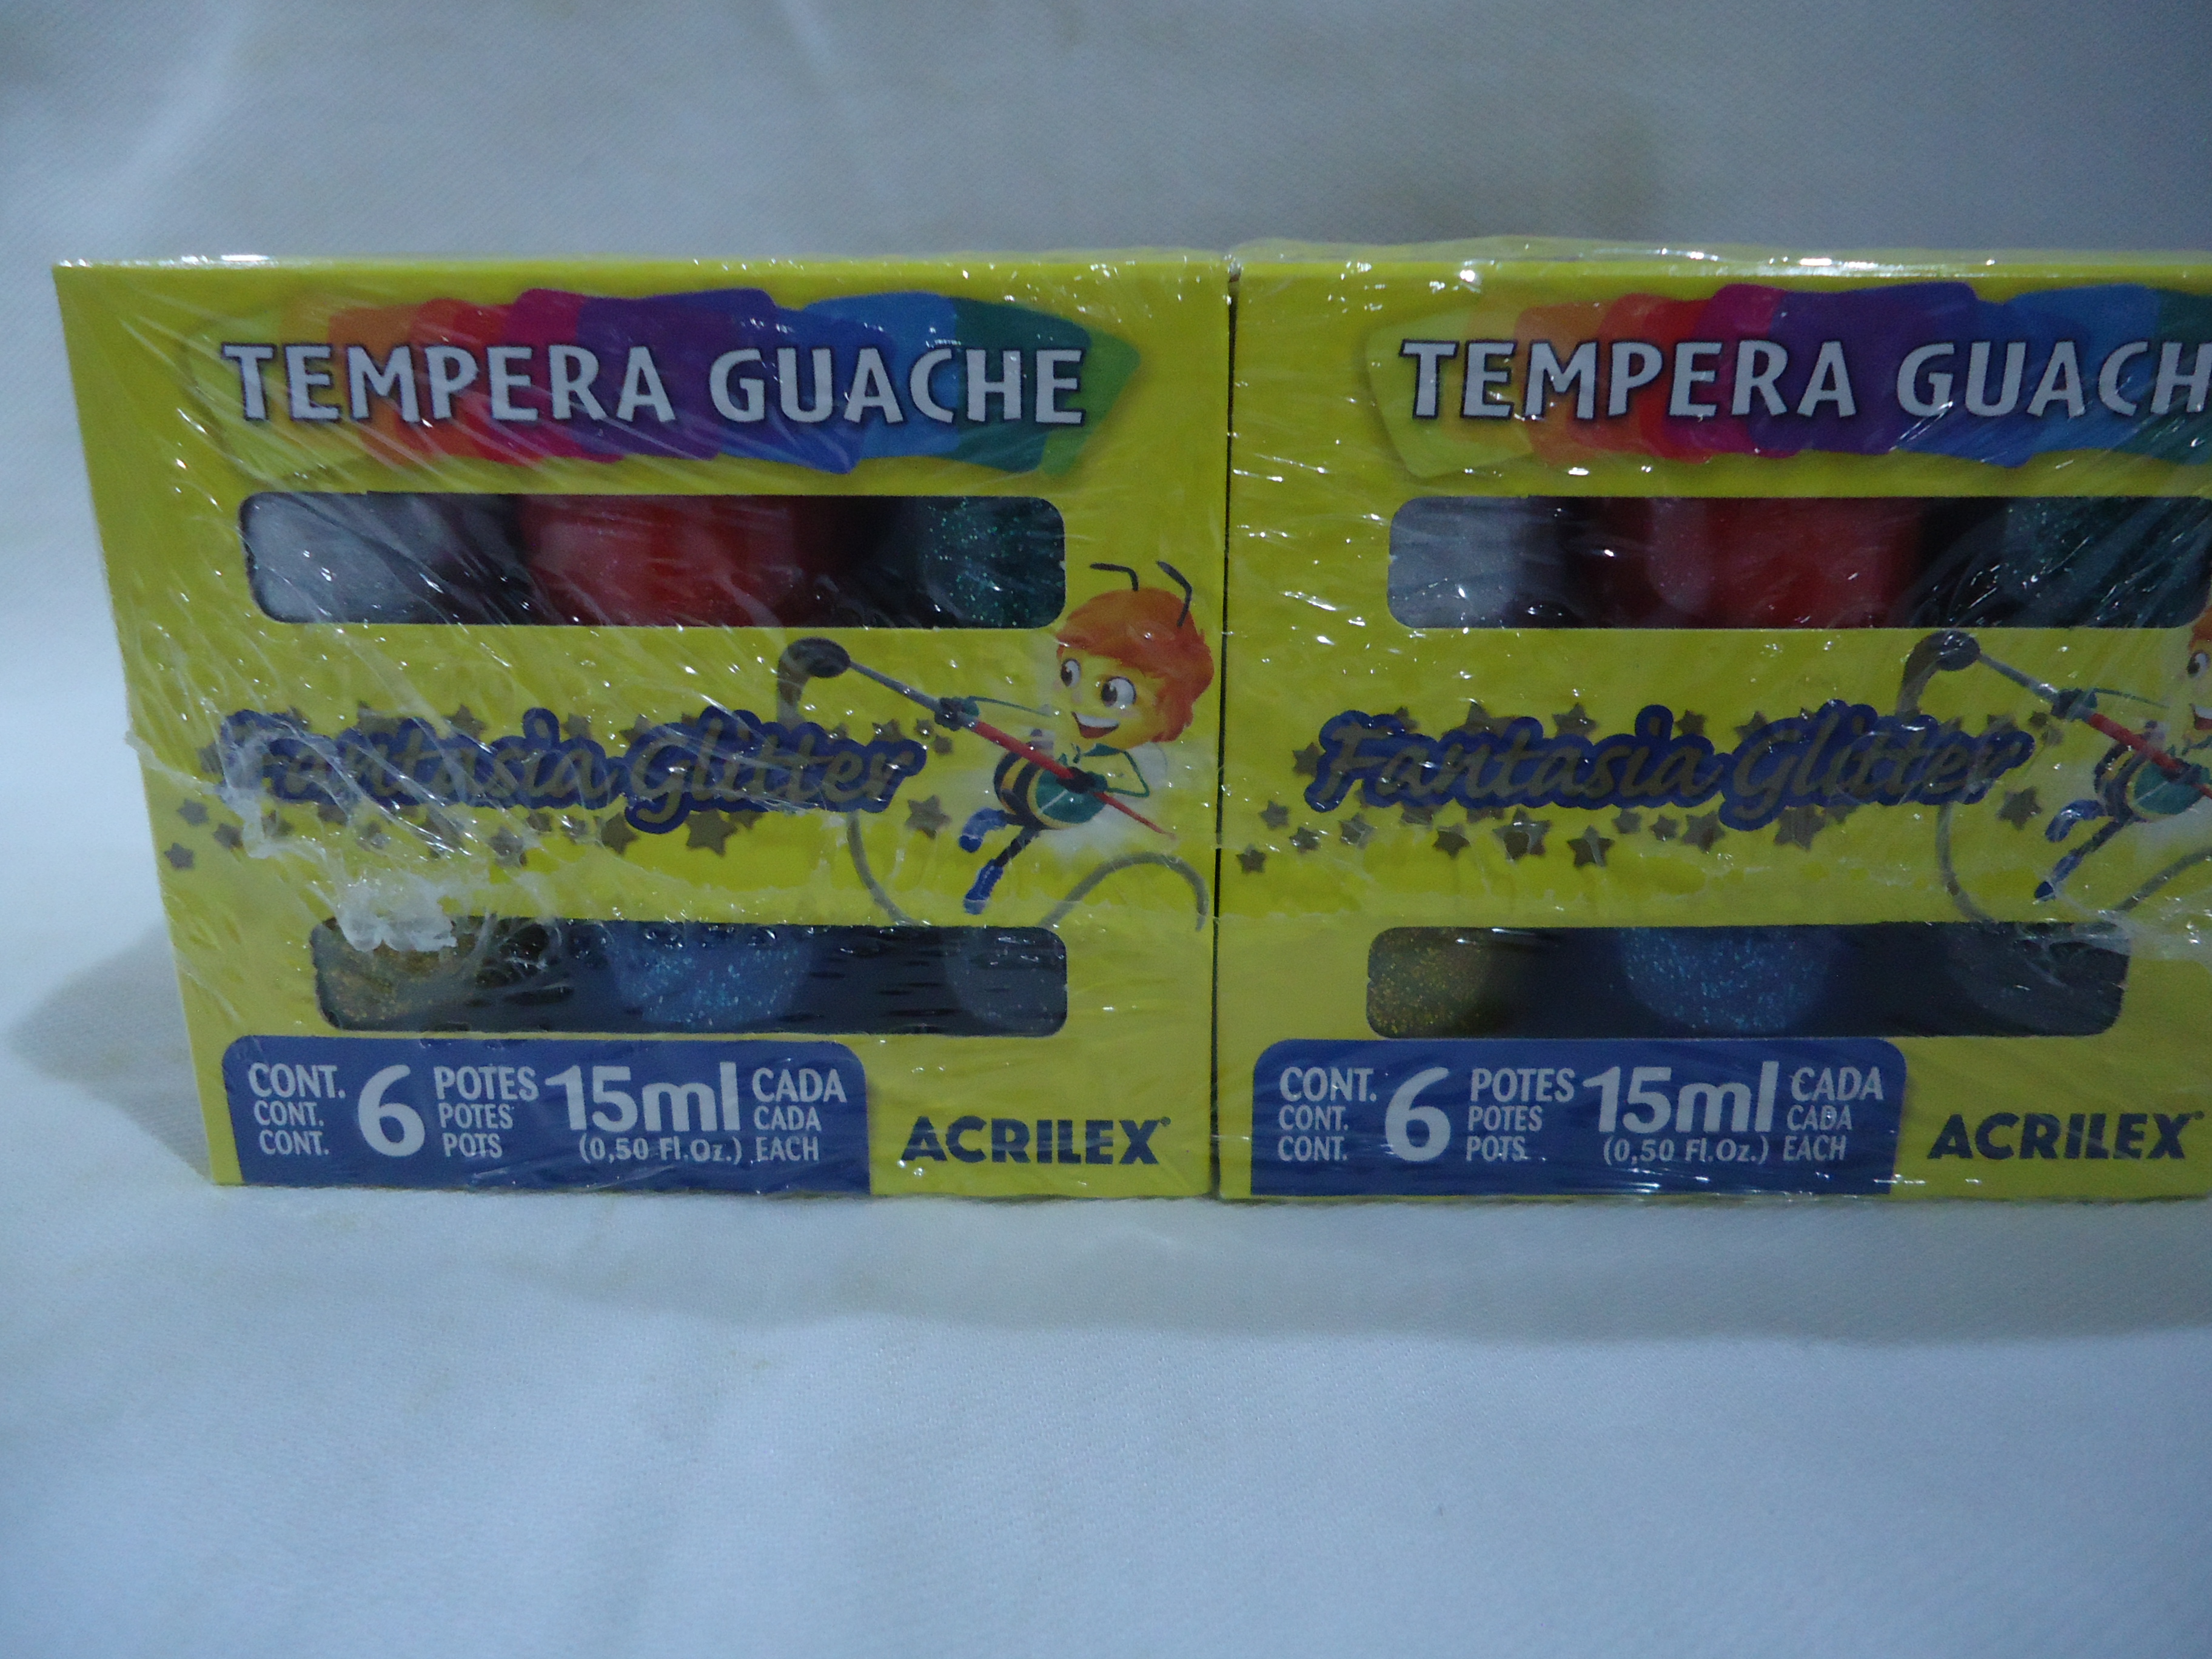 TEMPERA GUACHE
Fantasia Glitter
CONT. 6 POTES 15ml CADA
CONT. POTES CADA
CONT. POTS (0,50 Fl.Oz.) EACH
ACRILEX®
TEMPERA GUACH
Fantasia Glitter
CONT. 6 POTES 15ml CADA
CONT. POTES CADA
CONT. POTS (0,50 Fl.Oz.) EACH
ACRILEX®